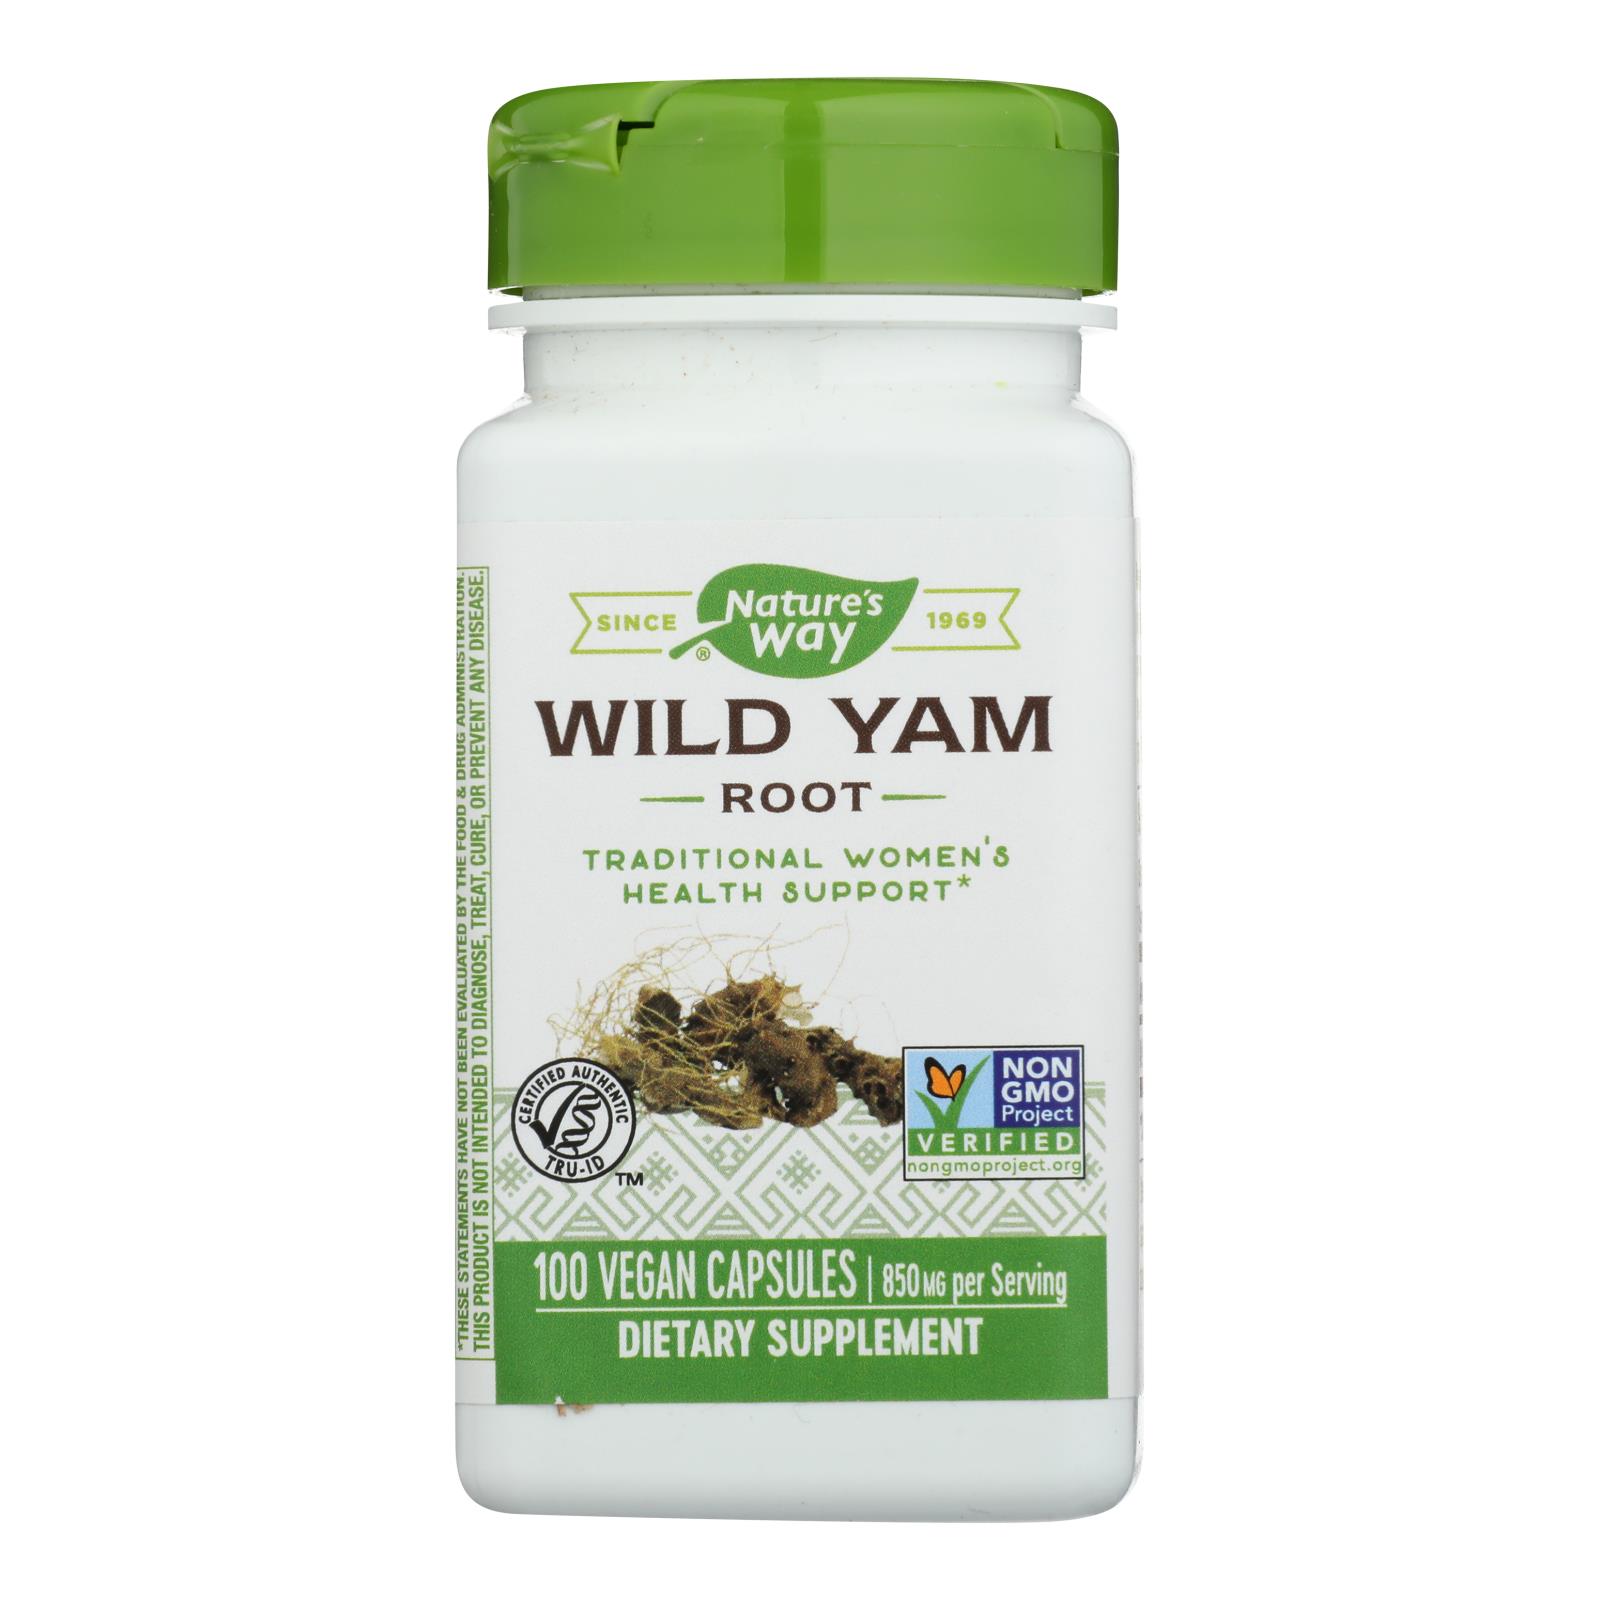 SINCE
Nature's
Way
®
1969
WILD YAM
ROOT
TRADITIONAL WOMEN'S
HEALTH SUPPORT*
CERTIFIED AUTHENTIC
TRU-ID
TM
NON
GMO
Project
VERIFIED
nongmoproject.org
100 VEGAN CAPSULES | 850MG per Serving
DIETARY SUPPLEMENT
*THESE STATEMENTS HAVE NOT BEEN EVALUATED BY THE FOOD & DRUG ADMINISTRATION.
THIS PRODUCT IS NOT INTENDED TO DIAGNOSE, TREAT, CURE, OR PREVENT ANY DISEASE.